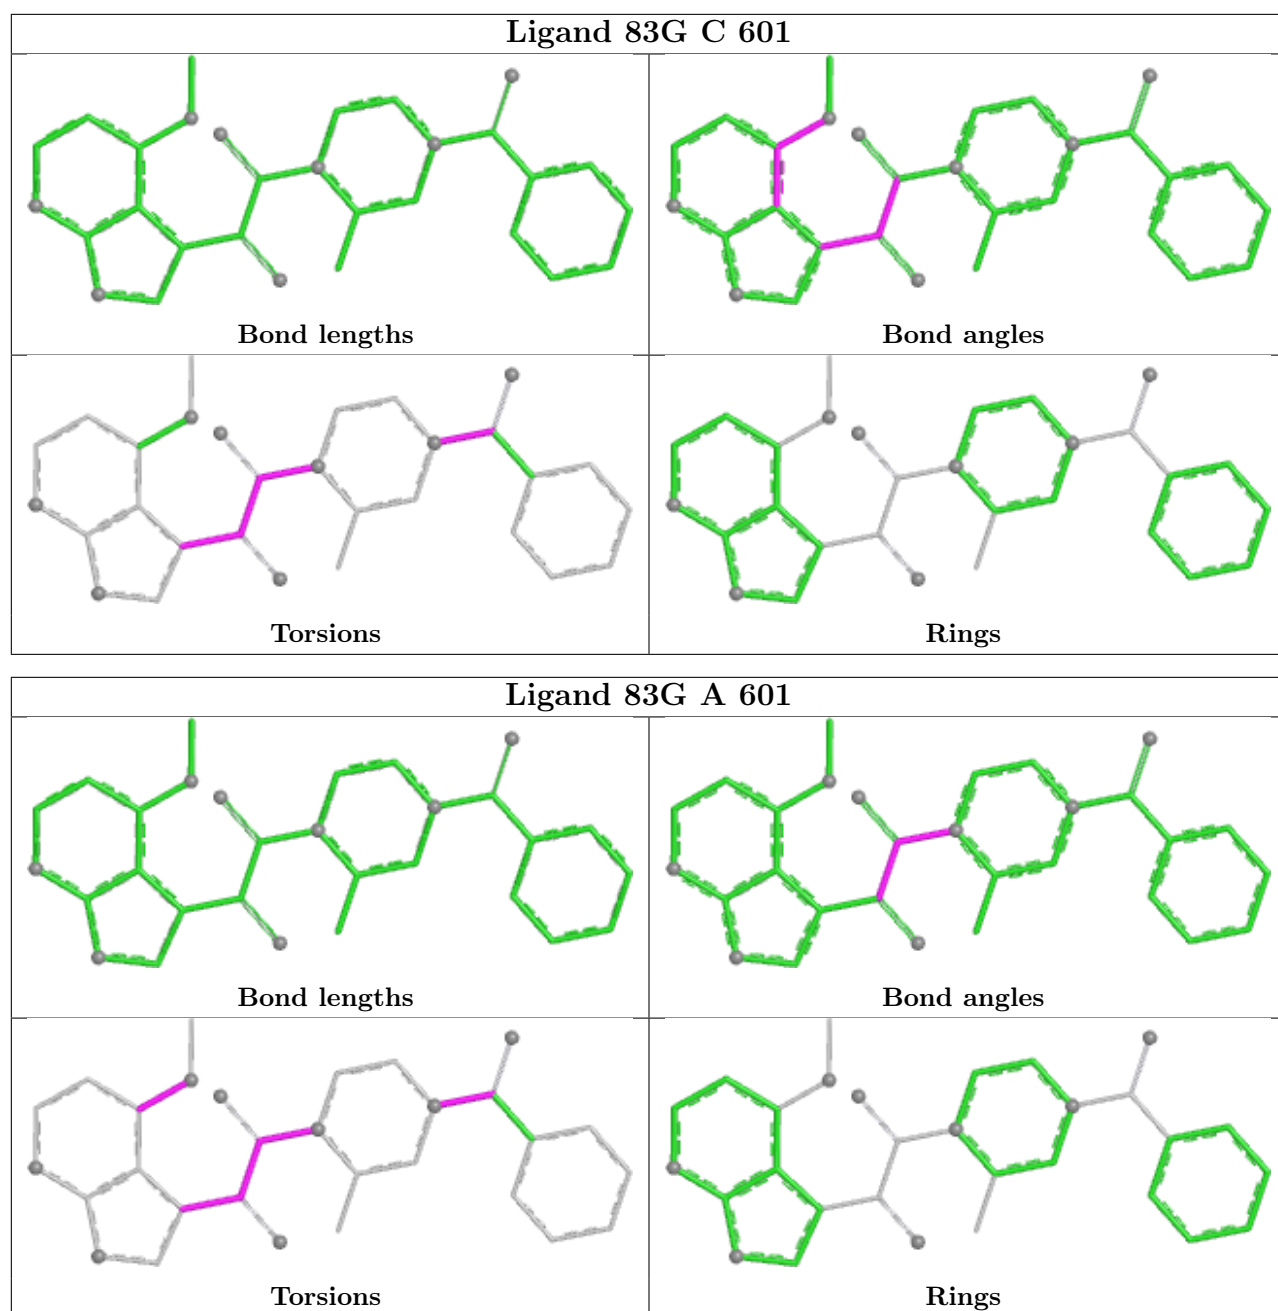 Ligand 83G C 601
Bond lengths
Bond angles
Torsions
Rings
Ligand 83G A 601
Bond lengths
Bond angles
Torsions
Rings